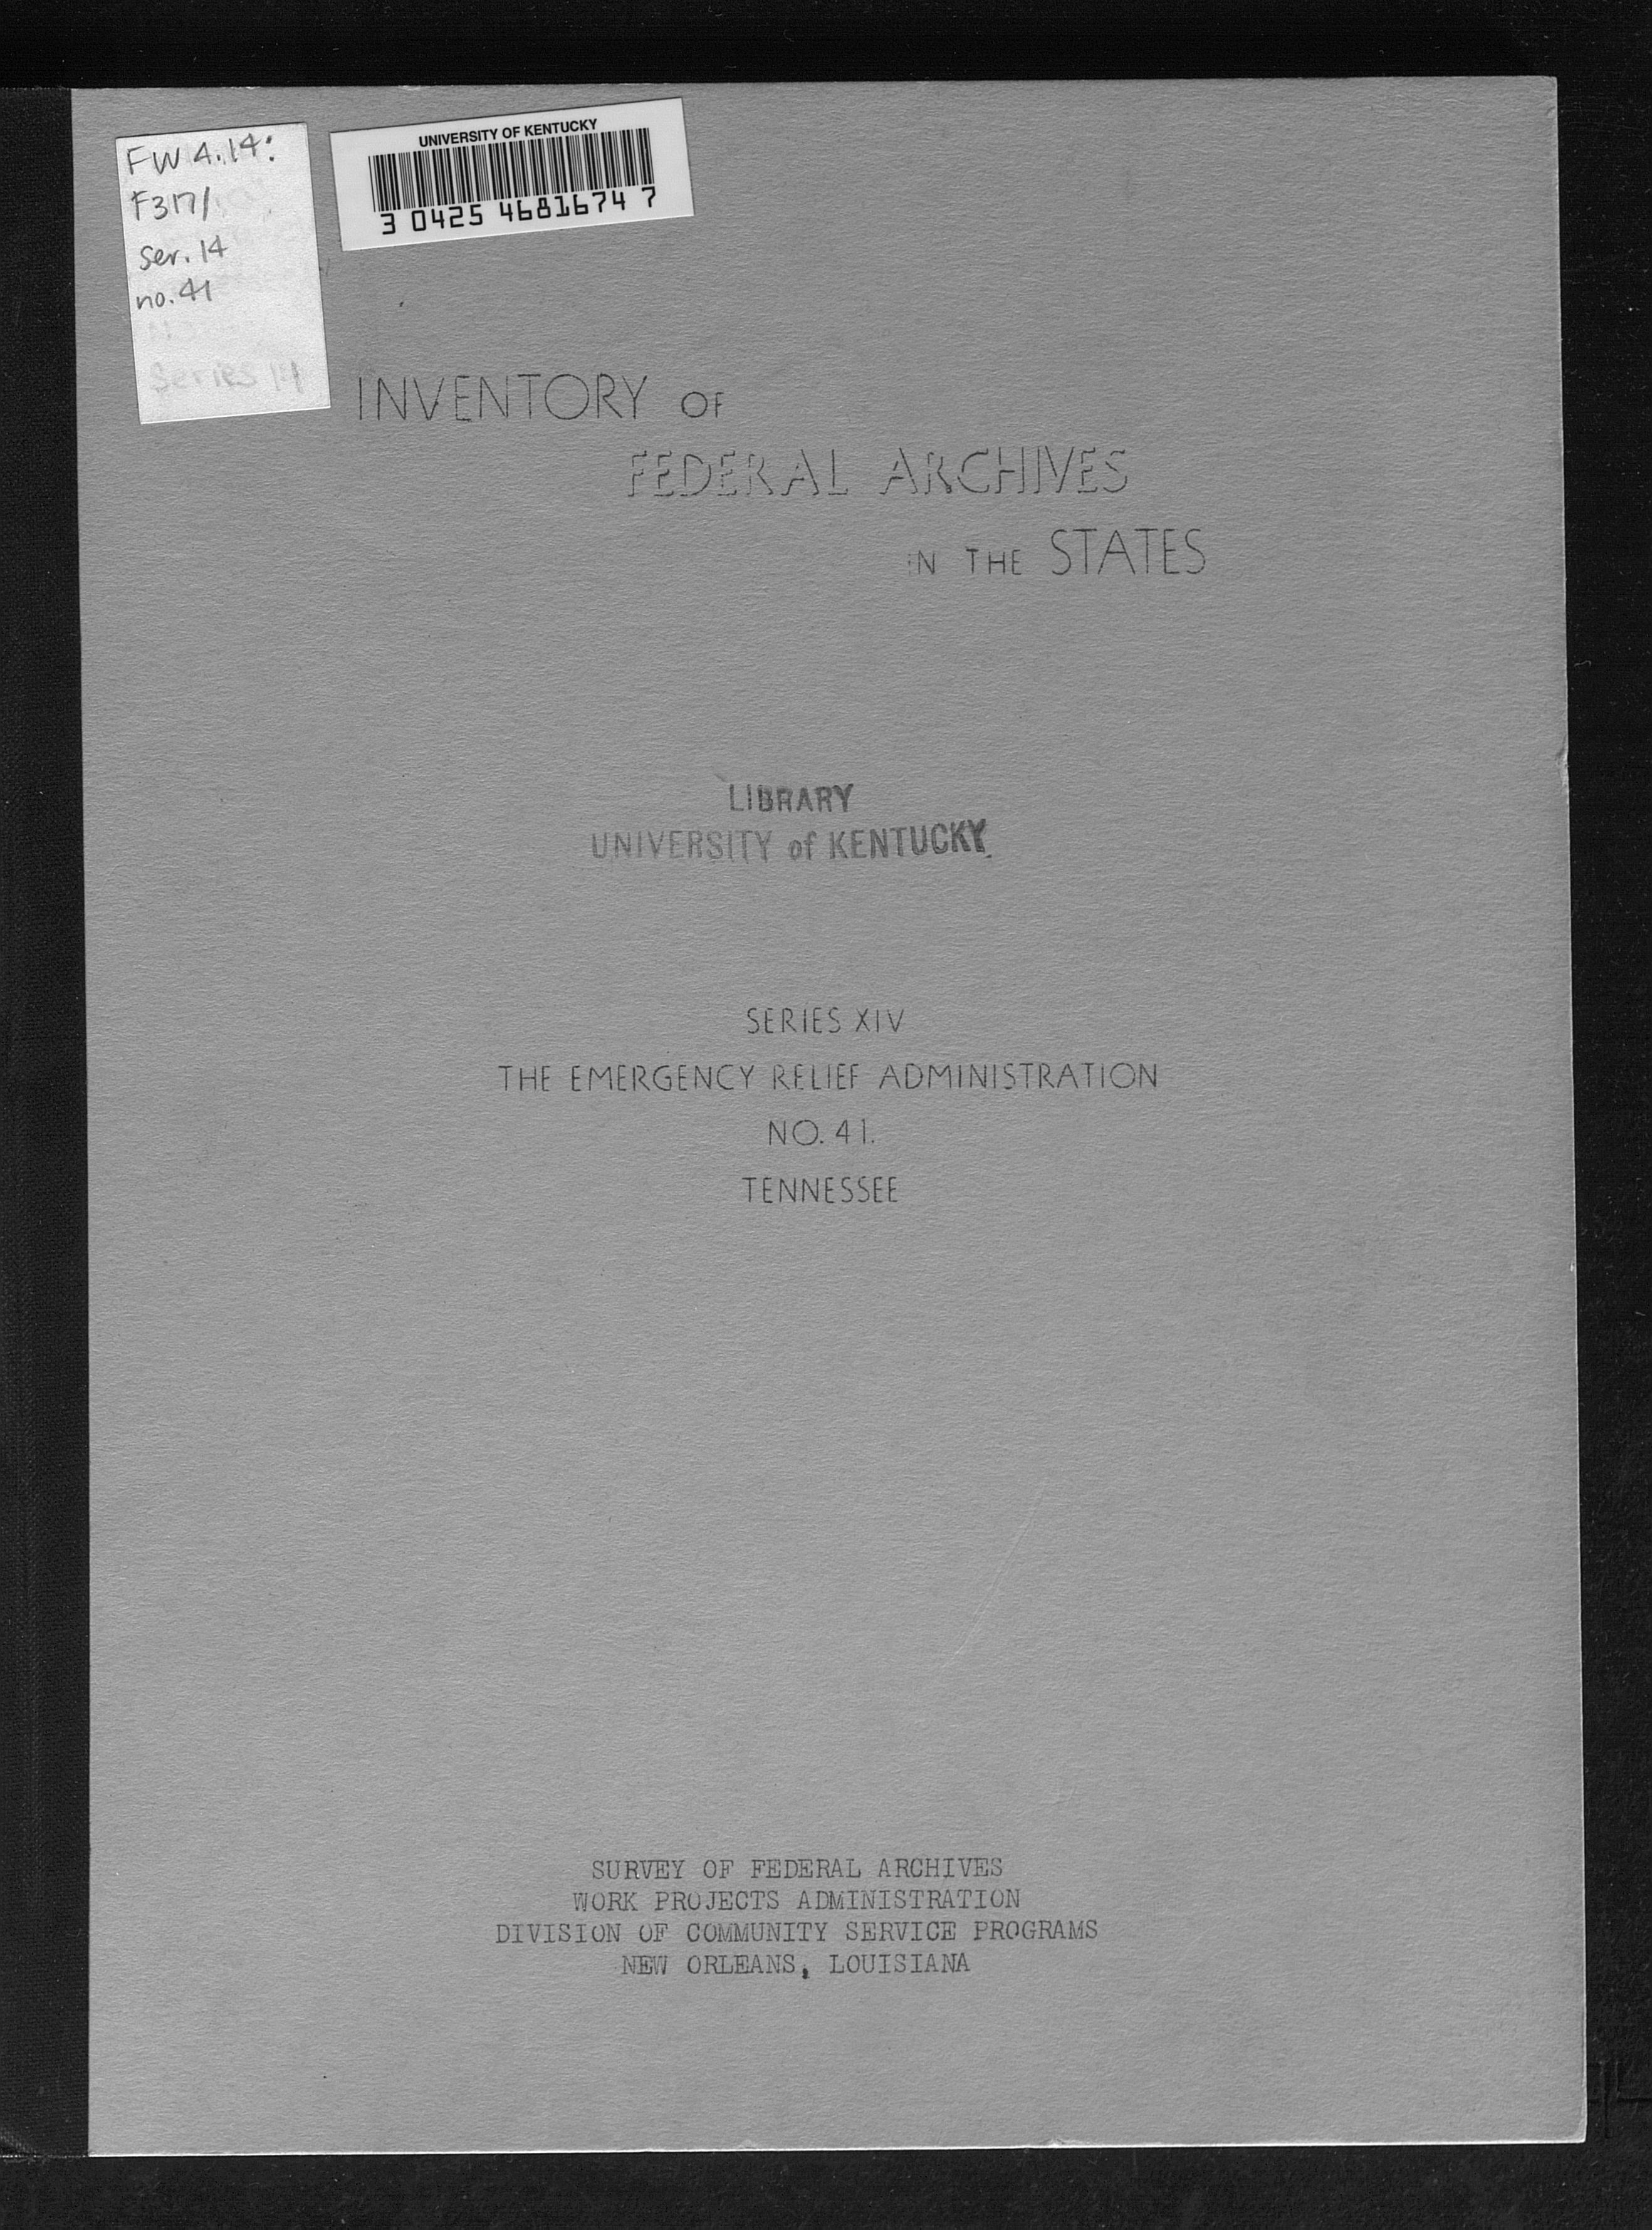 FW 4.14:
F317/
Ser. 14
no. 41
Series 14
UNIVERSITY OF KENTUCKY
3 0425 4681674 7
INVENTORY OF
FEDERAL ARCHIVES
IN THE STATES
LIBRARY
UNIVERSITY of KENTUCKY
SERIES XIV
THE EMERGENCY RELIEF ADMINISTRATION
NO. 41.
TENNESSEE
SURVEY OF FEDERAL ARCHIVES
WORK PROJECTS ADMINISTRATION
DIVISION OF COMMUNITY SERVICE PROGRAMS
NEW ORLEANS, LOUISIANA